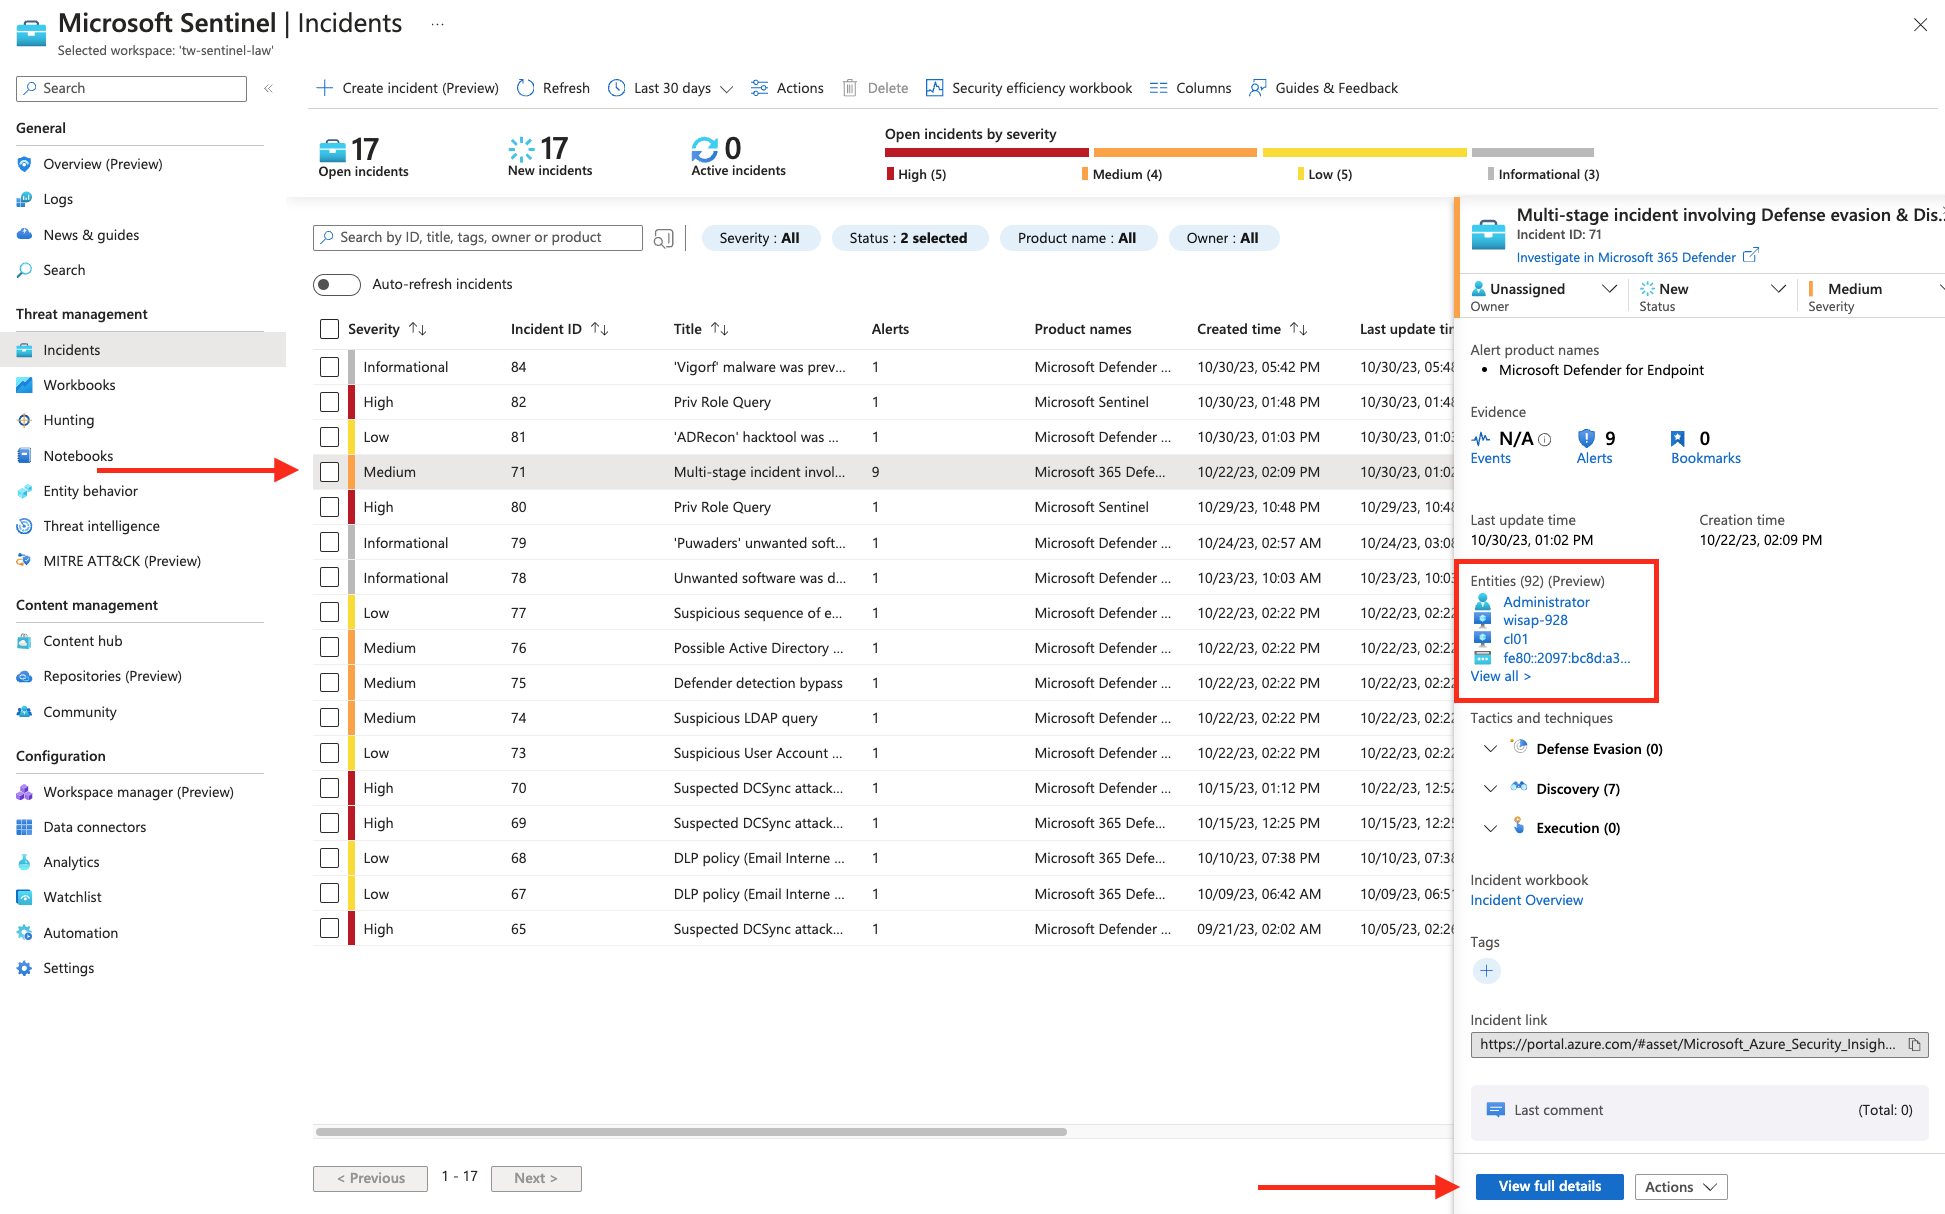 Microsoft Sentinel | Incidents ...
Selected workspace: 'tw-sentinel-law'
Search
«
General
Overview (Preview)
Logs
News & guides
Search
Threat management
Incidents
Workbooks
Hunting
Notebooks
Entity behavior
Threat intelligence
MITRE ATT&CK (Preview)
Content management
Content hub
Repositories (Preview)
Community
Configuration
Workspace manager (Preview)
Data connectors
Analytics
Watchlist
Automation
Settings
Create incident (Preview) Refresh Last 30 days Actions Delete Security efficiency workbook Columns Guides & Feedback
17 Open incidents
17 New incidents
0 Active incidents
Open incidents by severity
High (5) Medium (4) Low (5) Informational (3)
Search by ID, title, tags, owner or product
Severity : All Status : 2 selected Product name : All Owner : All
Auto-refresh incidents
Severity Incident ID Title Alerts Product names Created time Last update tim
Informational 84 'Vigorf' malware was prev... 1 Microsoft Defender ... 10/30/23, 05:42 PM 10/30/23, 05:48
High 82 Priv Role Query 1 Microsoft Sentinel 10/30/23, 01:48 PM 10/30/23, 01:48
Low 81 'ADRecon' hacktool was ... 1 Microsoft Defender ... 10/30/23, 01:03 PM 10/30/23, 01:03
Medium 71 Multi-stage incident invol... 9 Microsoft 365 Defe... 10/22/23, 02:09 PM 10/30/23, 01:02
High 80 Priv Role Query 1 Microsoft Sentinel 10/29/23, 10:48 PM 10/29/23, 10:48
Informational 79 'Puwaders' unwanted soft... 1 Microsoft Defender ... 10/24/23, 02:57 AM 10/24/23, 03:08
Informational 78 Unwanted software was d... 1 Microsoft Defender ... 10/23/23, 10:03 AM 10/23/23, 10:03
Low 77 Suspicious sequence of e... 1 Microsoft Defender ... 10/22/23, 02:22 PM 10/22/23, 02:22
Medium 76 Possible Active Directory ... 1 Microsoft Defender ... 10/22/23, 02:22 PM 10/22/23, 02:22
Medium 75 Defender detection bypass 1 Microsoft Defender ... 10/22/23, 02:22 PM 10/22/23, 02:22
Medium 74 Suspicious LDAP query 1 Microsoft Defender ... 10/22/23, 02:22 PM 10/22/23, 02:22
Low 73 Suspicious User Account ... 1 Microsoft Defender ... 10/22/23, 02:22 PM 10/22/23, 02:22
High 70 Suspected DCSync attack... 1 Microsoft Defender ... 10/15/23, 01:12 PM 10/22/23, 12:52
High 69 Suspected DCSync attack... 1 Microsoft 365 Defe... 10/15/23, 12:25 PM 10/15/23, 12:25
Low 68 DLP policy (Email Interne ... 1 Microsoft 365 Defe... 10/10/23, 07:38 PM 10/10/23, 07:38
Low 67 DLP policy (Email Interne ... 1 Microsoft 365 Defe... 10/09/23, 06:42 AM 10/09/23, 06:51
High 65 Suspected DCSync attack... 1 Microsoft Defender ... 09/21/23, 02:02 AM 10/05/23, 02:26
< Previous 1 - 17 Next >
Multi-stage incident involving Defense evasion & Dis...
Incident ID: 71
Investigate in Microsoft 365 Defender
Unassigned New Medium
Owner Status Severity
Alert product names
• Microsoft Defender for Endpoint
Evidence
N/A 9 0
Events Alerts Bookmarks
Last update time Creation time
10/30/23, 01:02 PM 10/22/23, 02:09 PM
Entities (92) (Preview)
Administrator
wisap-928
cl01
fe80::2097:bc8d:a3...
View all >
Tactics and techniques
Defense Evasion (0)
Discovery (7)
Execution (0)
Incident workbook
Incident Overview
Tags
Incident link
https://portal.azure.com/#asset/Microsoft_Azure_Security_Insigh...
Last comment (Total: 0)
View full details Actions